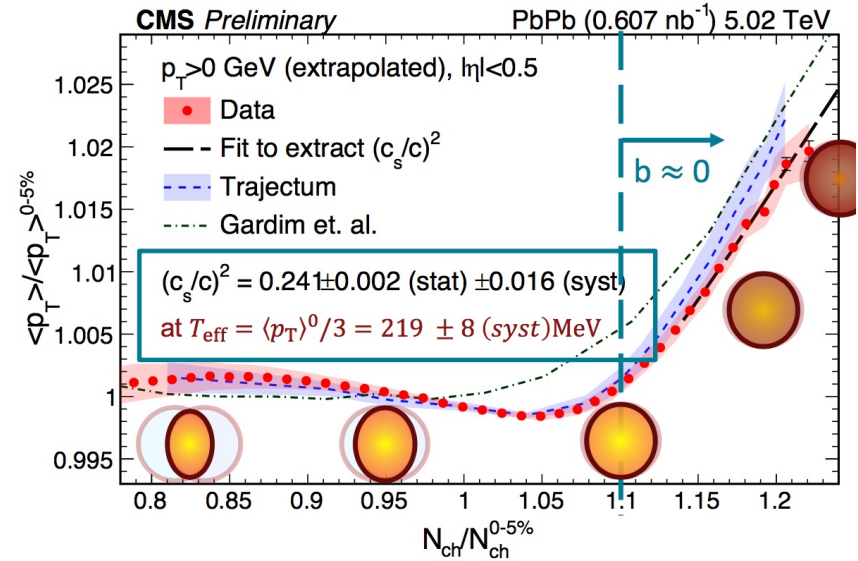 CMS Preliminary PbPb (0.607 nb⁻¹) 5.02 TeV
p_T>0 GeV (extrapolated), |η|<0.5
Data
Fit to extract (c_s/c)²
Trajectum
Gardim et. al.
b ≈ 0
(c_s/c)² = 0.241±0.002 (stat) ±0.016 (syst)
at T_eff = ⟨p_T⟩⁰/3 = 219 ± 8 (syst)MeV
<p_T>/<p_T>^0-5%
1.025
1.02
1.015
1.01
1.005
1
0.995
0.8 0.85 0.9 0.95 1 1.05 1.1 1.15 1.2
N_ch/N_ch^0-5%